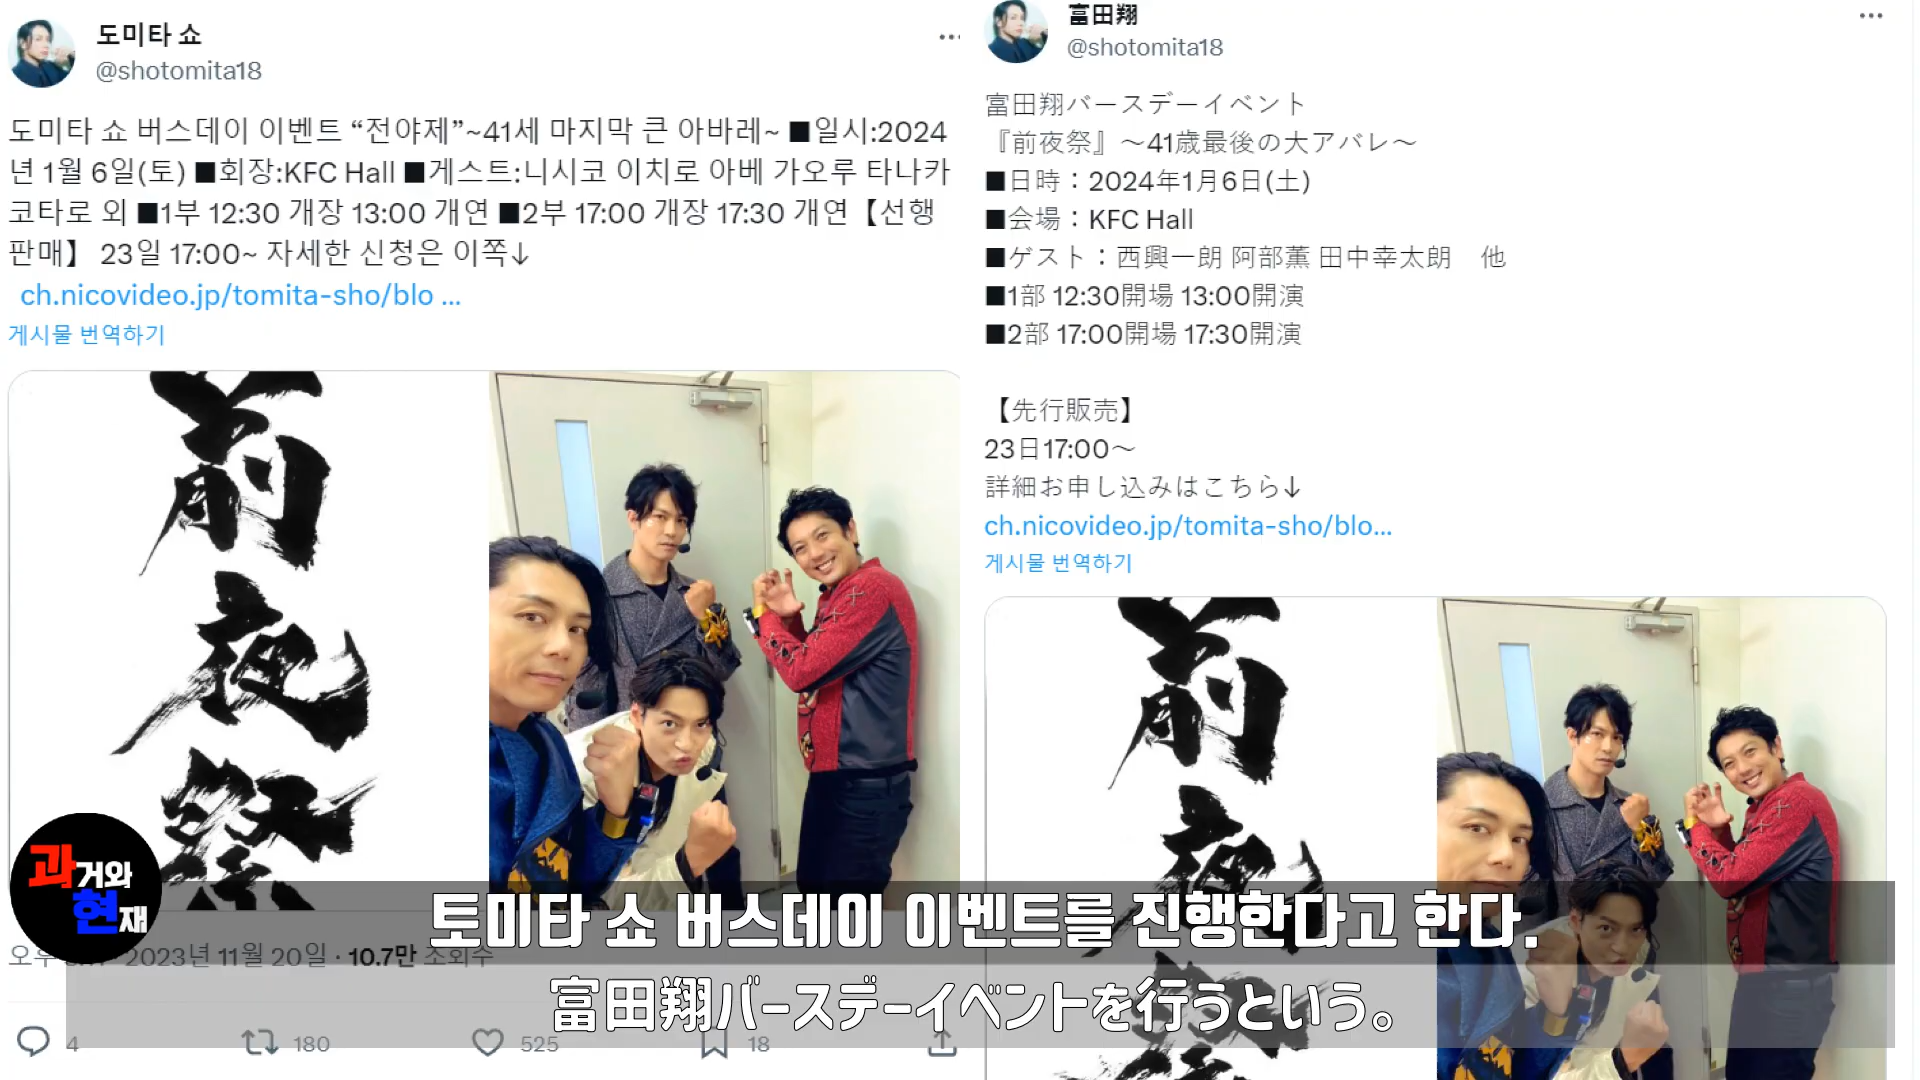 도미타 쇼
@shotomita18
도미타 쇼 버스데이 이벤트 “전야제”~41세 마지막 큰 아바레~ ■일시:2024
년 1월 6일(토) ■회장:KFC Hall ■게스트:니시코 이치로 아베 가오루 타나카
코타로 외 ■1부 12:30 개장 13:00 개연 ■2부 17:00 개장 17:30 개연【선행
판매】 23일 17:00~ 자세한 신청은 이쪽↓
ch.nicovideo.jp/tomita-sho/blo ...
게시물 번역하기
前夜祭
과거와
현재
2023년 11월 20일 · 10.7만 조회수
4
180
525
18
富田翔
@shotomita18
富田翔バースデーイベント
『前夜祭』～41歳最後の大アバレ～
■日時：2024年1月6日(土)
■会場：KFC Hall
■ゲスト：西興一朗 阿部薫 田中幸太朗　他
■1部 12:30開場 13:00開演
■2部 17:00開場 17:30開演
【先行販売】
23日17:00～
詳細お申し込みはこちら↓
ch.nicovideo.jp/tomita-sho/blo...
게시물 번역하기
前夜祭
토미타 쇼 버스데이 이벤트를 진행한다고 한다.
富田翔バースデーイベントを行うという。